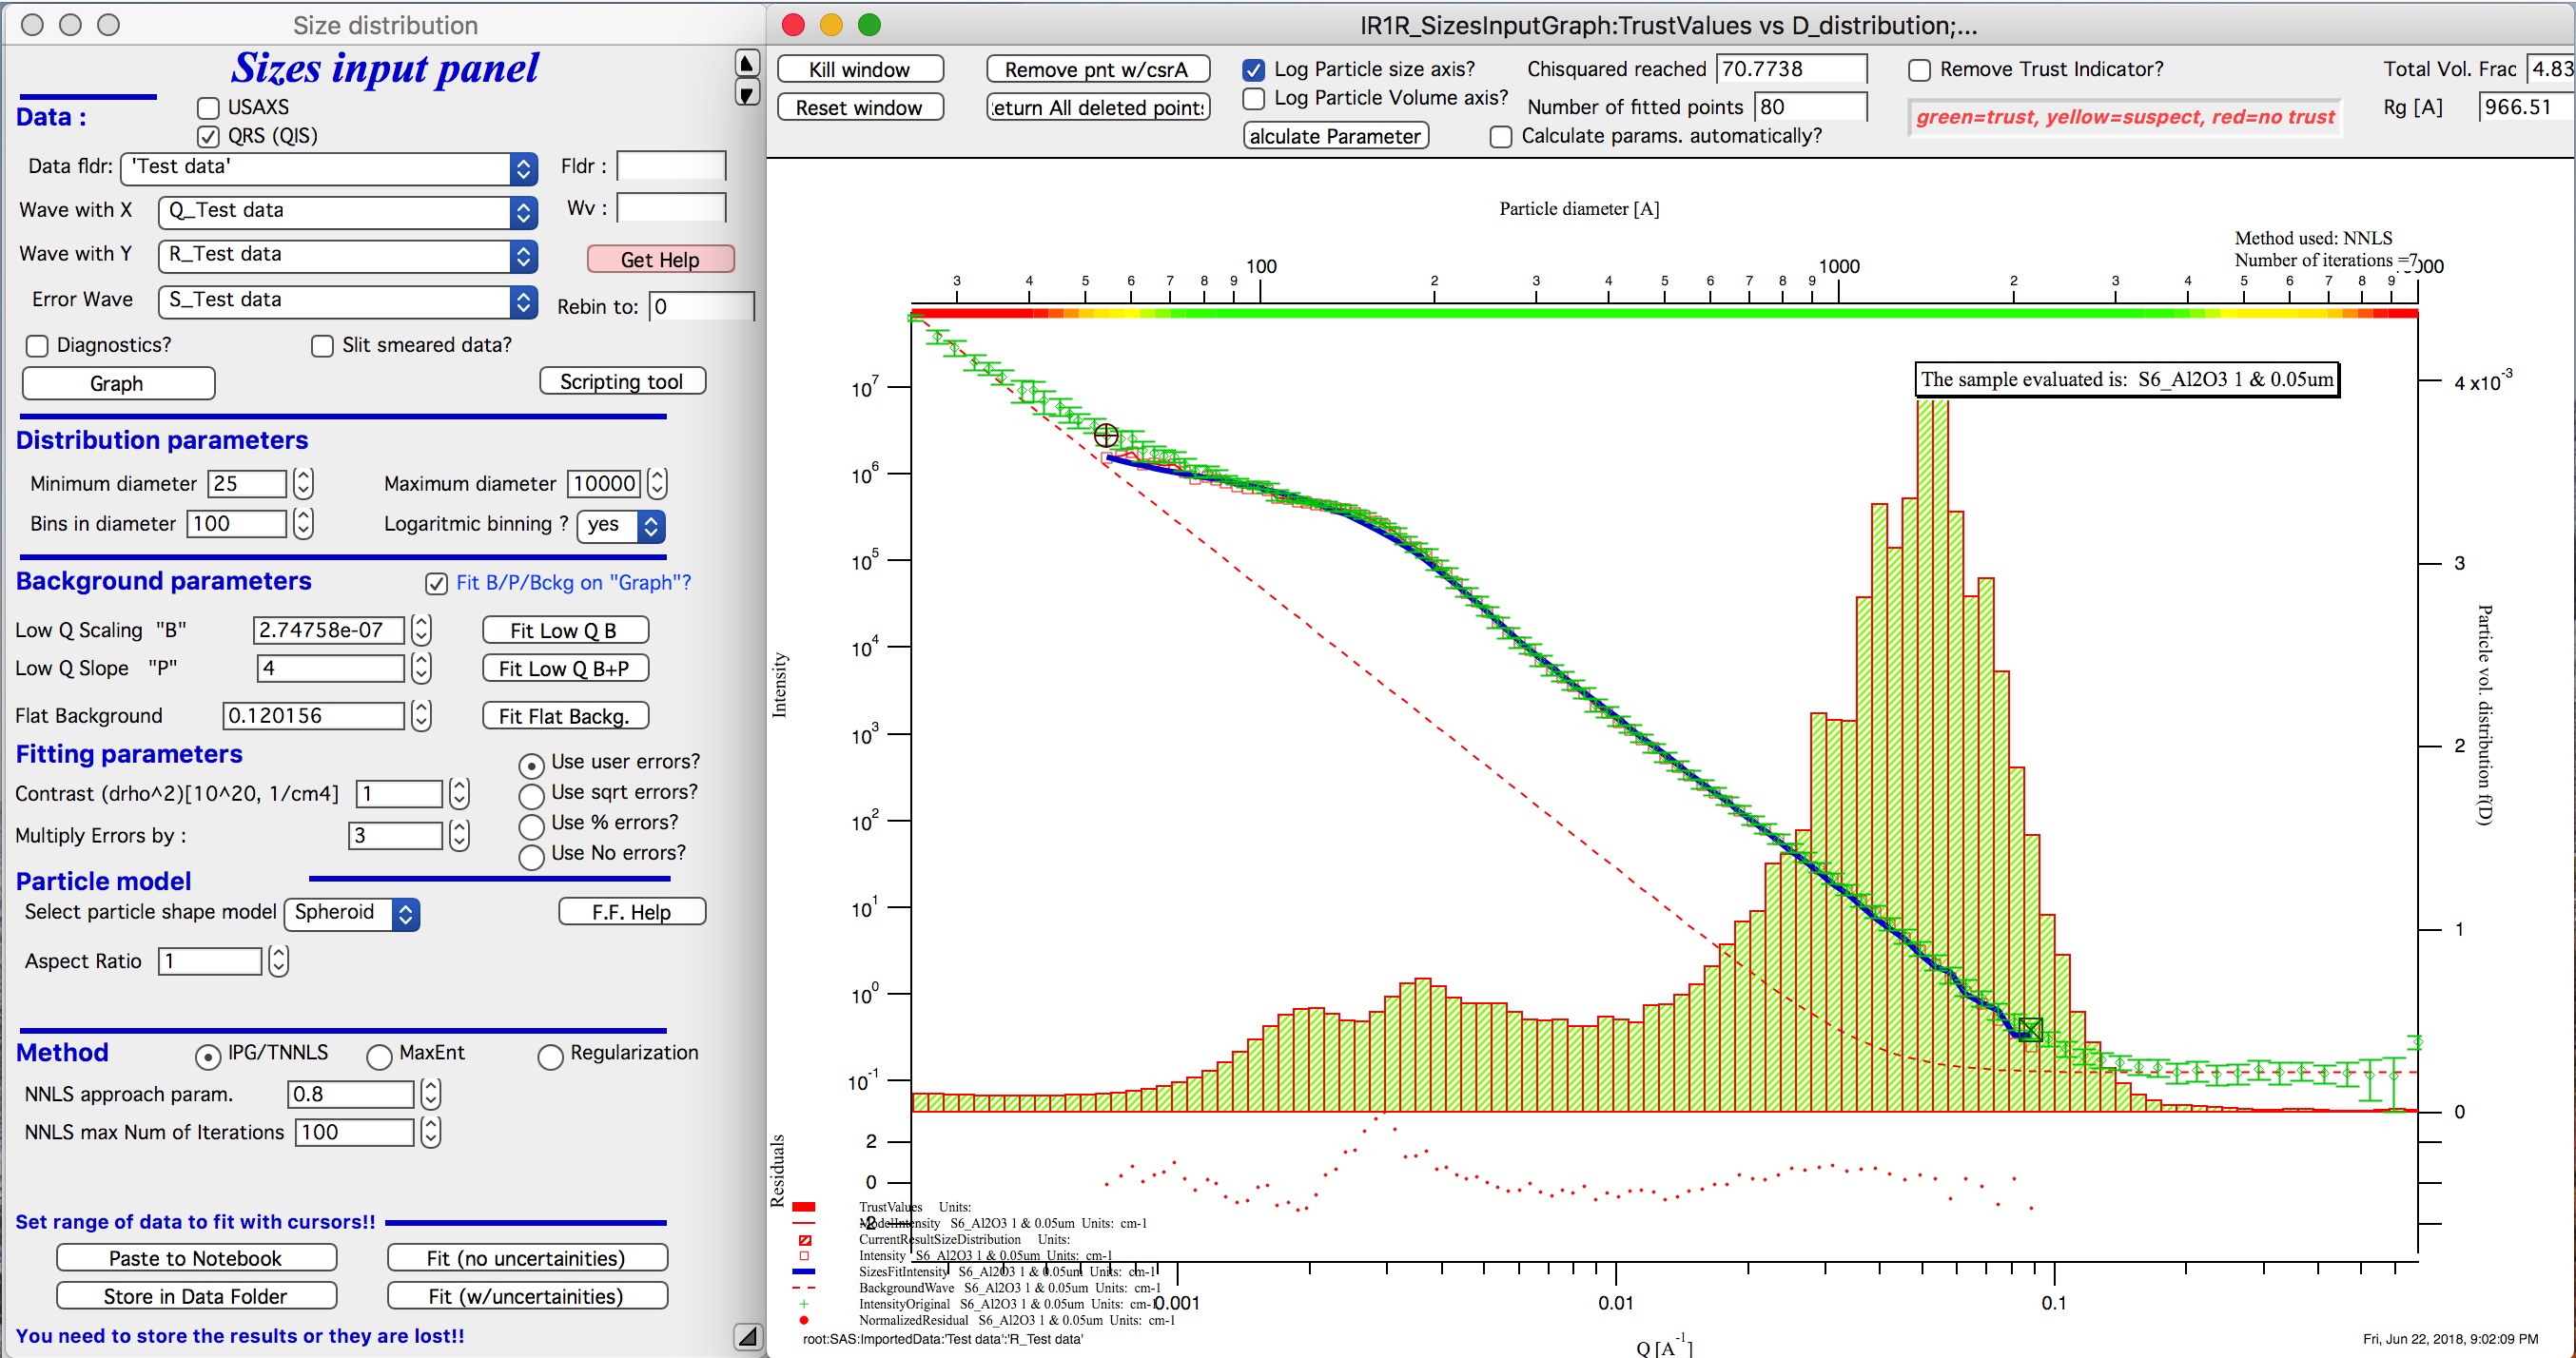 Size distribution
Sizes input panel
Data :
USAXS
QRS (QIS)
Data fldr: 'Test data' Fldr :
Wave with X Q_Test data Wv :
Wave with Y R_Test data Get Help
Error Wave S_Test data Rebin to: 0
Diagnostics? Slit smeared data?
Graph Scripting tool
Distribution parameters
Minimum diameter 25 Maximum diameter 10000
Bins in diameter 100 Logaritmic binning ? yes
Background parameters Fit B/P/Bckg on "Graph"?
Low Q Scaling "B" 2.74758e-07 Fit Low Q B
Low Q Slope "P" 4 Fit Low Q B+P
Flat Background 0.120156 Fit Flat Backg.
Fitting parameters
Use user errors?
Contrast (drho^2)[10^20, 1/cm4] 1 Use sqrt errors?
Use % errors?
Multiply Errors by : 3
Use No errors?
Particle model
Select particle shape model Spheroid F.F. Help
Aspect Ratio 1
Method IPG/TNNLS MaxEnt Regularization
NNLS approach param. 0.8
NNLS max Num of Iterations 100
Set range of data to fit with cursors!!
Paste to Notebook Fit (no uncertainities)
Store in Data Folder Fit (w/uncertainities)
You need to store the results or they are lost!!
IR1R_SizesInputGraph:TrustValues vs D_distribution;...
Kill window Remove pnt w/csrA Log Particle size axis? Chisquared reached 70.7738 Remove Trust Indicator? Total Vol. Frac 4.83
Reset window eturn All deleted points Log Particle Volume axis? Number of fitted points 80 green=trust, yellow=suspect, red=no trust Rg [A] 966.51
alculate Parameter Calculate params. automatically?
Particle diameter [A]
Method used: NNLS
Number of iterations =7
100 1000
3 4 5 6 7 8 9 2 3 4 5 6 7 8 9 2 3 4 5 6 7 8 9
The sample evaluated is: S6_Al2O3 1 & 0.05um
10^7
10^6
10^5
10^4
10^3
10^2
10^1
10^0
10^-1
Intensity
4 x10^-3
3
2
1
0
Particle vol. distribution f(D)
2
0
-2
Residuals
TrustValues Units:
ModelIntensity S6_Al2O3 1 & 0.05um Units: cm-1
CurrentResultSizeDistribution Units:
Intensity S6_Al2O3 1 & 0.05um Units: cm-1
SizesFitIntensity S6_Al2O3 1 & 0.05um Units: cm-1
BackgroundWave S6_Al2O3 1 & 0.05um Units: cm-1
IntensityOriginal S6_Al2O3 1 & 0.05um Units: cm-1
NormalizedResidual S6_Al2O3 1 & 0.05um Units: cm-1
0.001 0.01 0.1
root:SAS:ImportedData:'Test data':'R_Test data'
Q [A^-1]
Fri, Jun 22, 2018, 9:02:09 PM